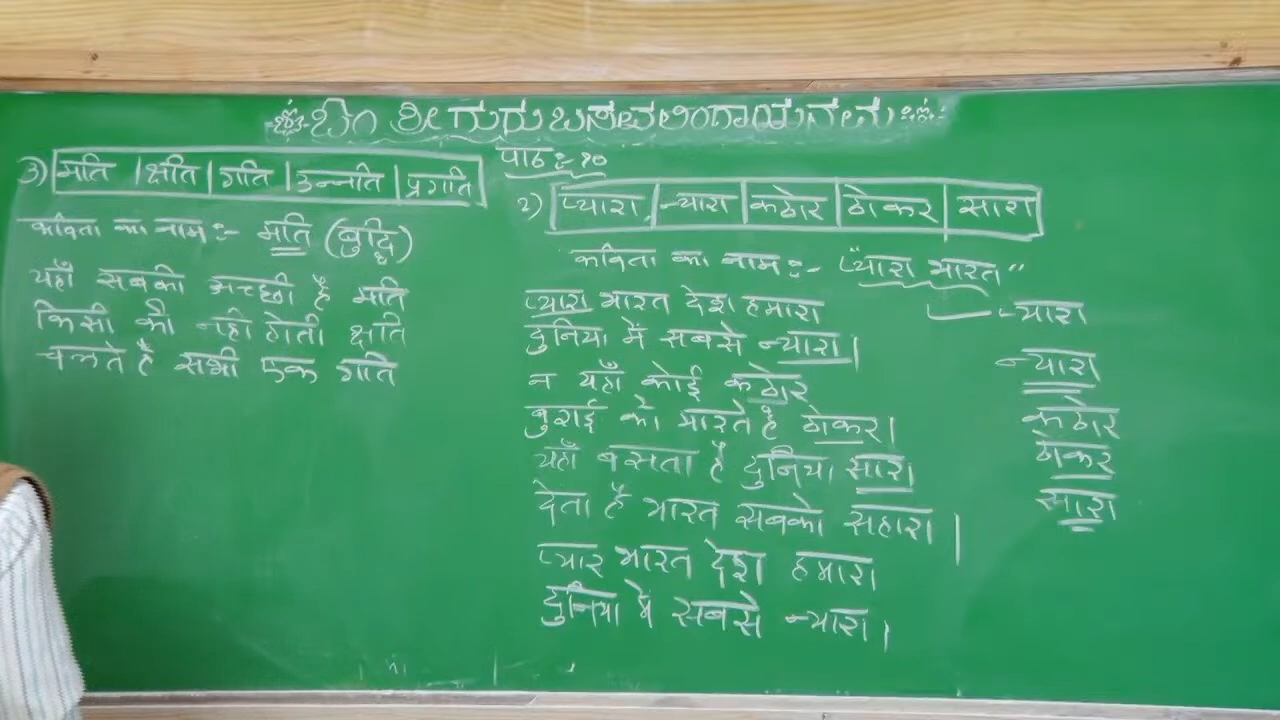 ಓಂ ಶ್ರೀ ಗುರು ಬಸವಲಿಂಗಾಯ ನಮಃ
पाठ :- १०
३) मति क्षति गति उन्नति प्रगति
कविता का नाम :- मति (बुद्धि)
यहाँ सबकी अच्छी है मति
किसी की नही होती क्षति
चलते है सभी एक गति
२) प्यारा न्यारा कठोर ठोकर सारा
कविता का नाम :- "प्यारा भारत"
प्यारा भारत देश हमारा
दुनिया में सबसे न्यारा।
न यहाँ कोई कठोर
बुराई को मारते है ठोकर।
यहाँ बसता है दुनिया सारा
देता है भारत सबको सहारा।
प्यार भारत देश हमारा
दुनिया मे सबसे न्यारा।
प्यारा
न्यारा
कठोर
ठोकर
सारा